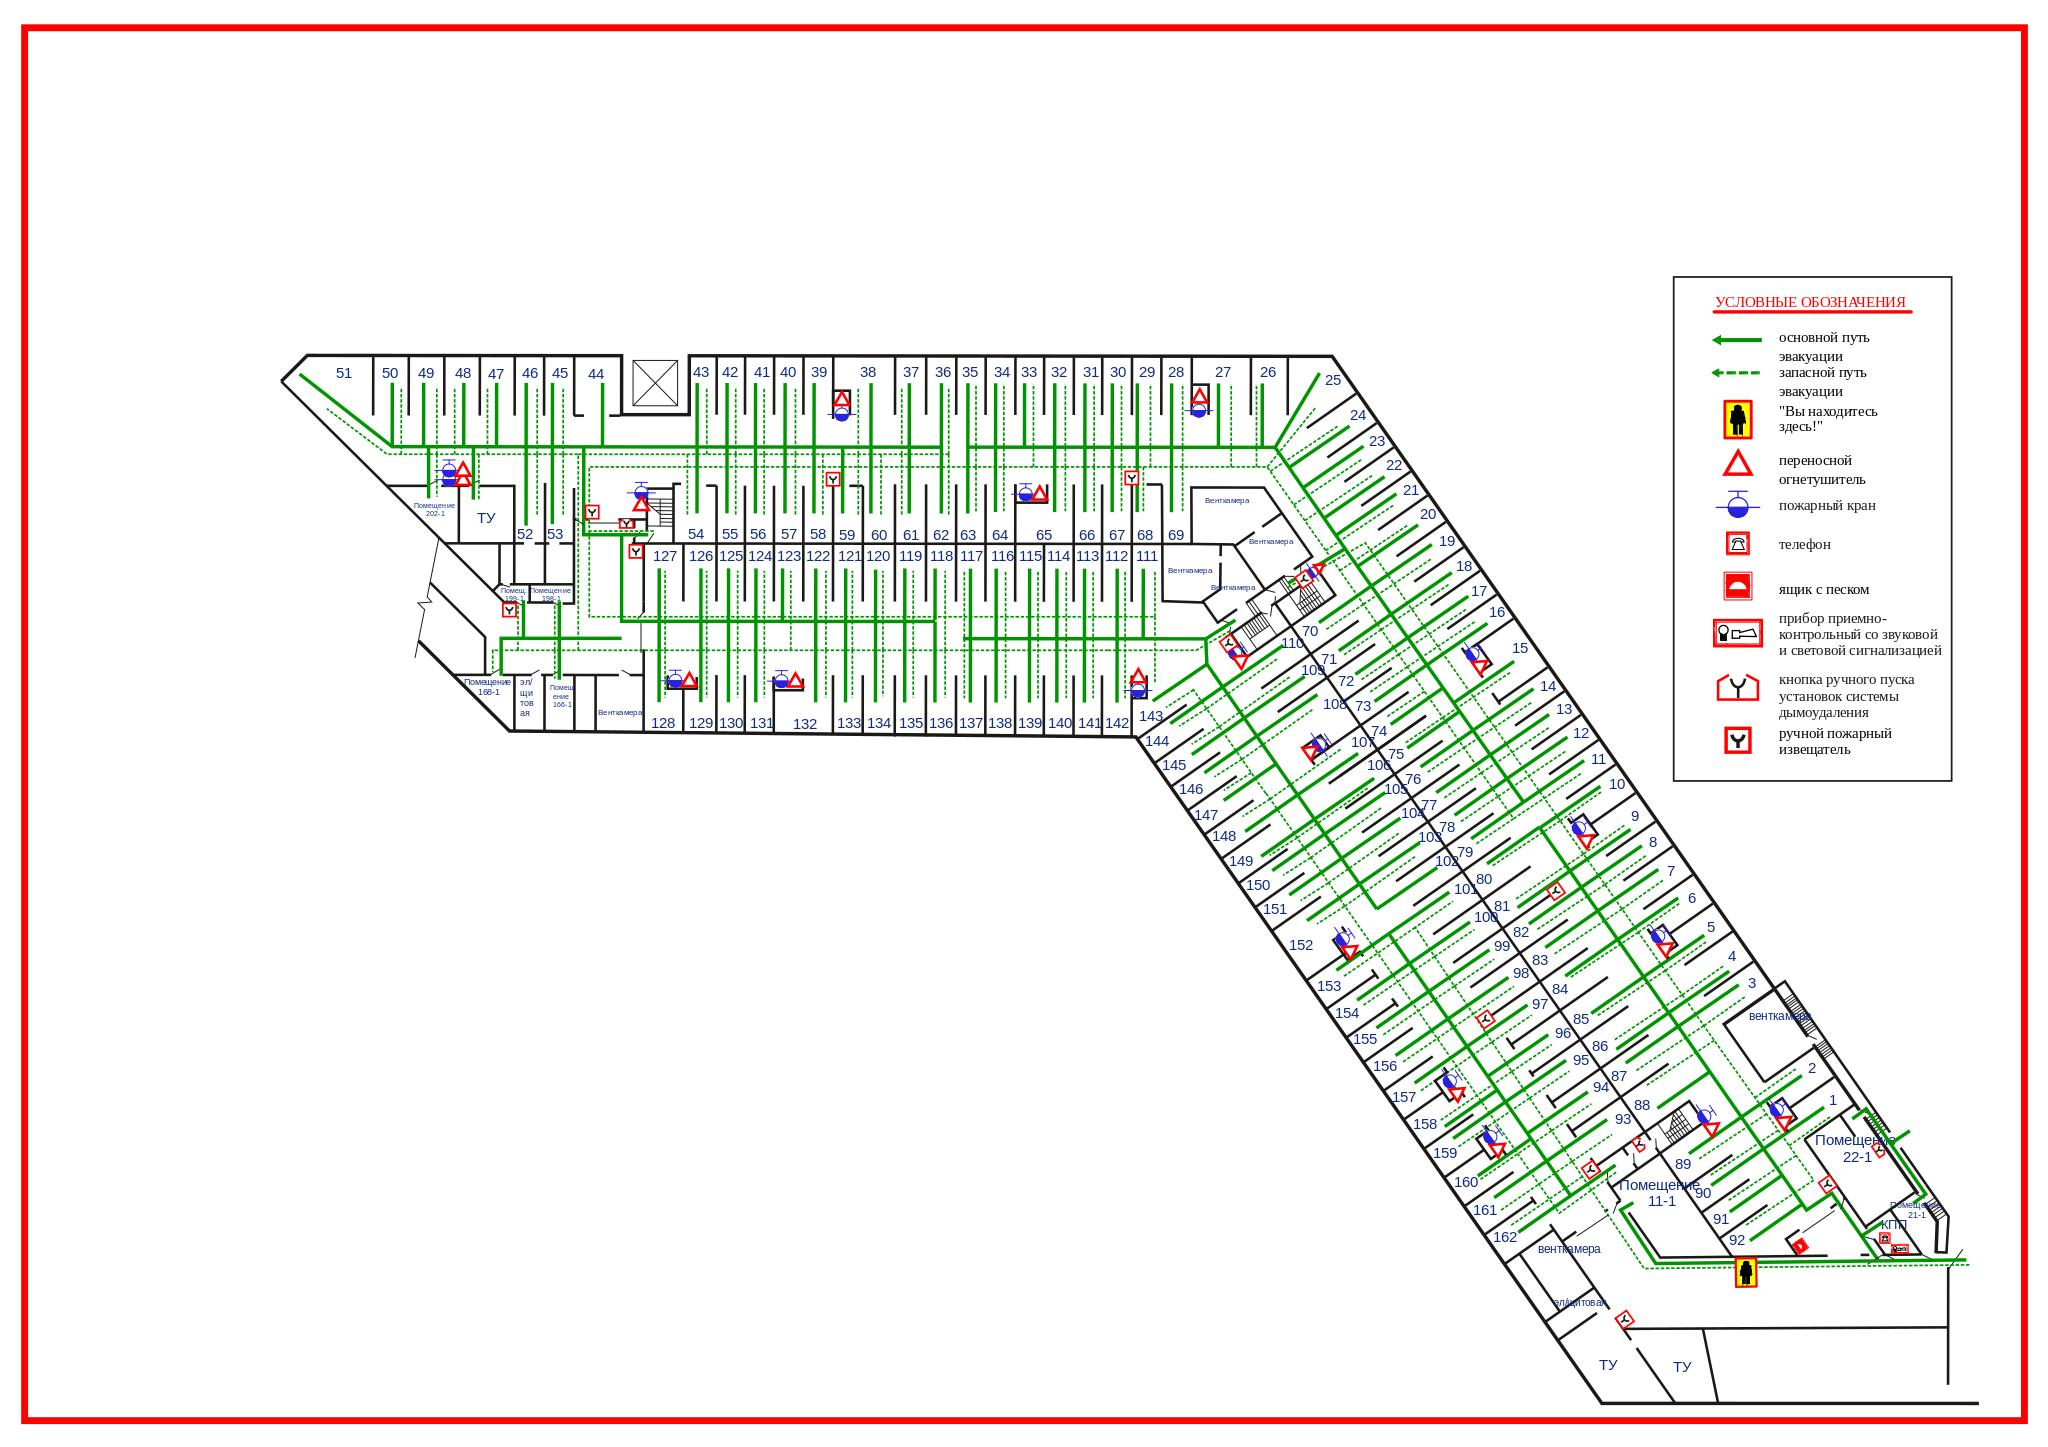 УСЛОВНЫЕ ОБОЗНАЧЕНИЯ
основной путь
эвакуации
запасной путь
эвакуации
"Вы находитесь
здесь!"
переносной
огнетушитель
пожарный кран
телефон
ящик с песком
прибор приемно-
контрольный со звуковой
и световой сигнализацией
кнопка ручного пуска
установок системы
дымоудаления
ручной пожарный
извещатель
51 50 49 48 47 46 45 44 43 42 41 40 39 38 37 36 35 34 33 32 31 30 29 28 27 26 25
24
23
22
21
20
19
18
17
16
15
14
13
12
11
10
9
8
7
6
5
4
3
2
1
Помещение
202-1
ТУ
52 53 54 55 56 57 58 59 60 61 62 63 64 65 66 67 68 69
127 126 125 124 123 122 121 120 119 118 117 116 115 114 113 112 111
Венткамера
Венткамера
Венткамера
Венткамера
Помещ.
199-1
Помещение
198-1
Помещение
168-1
эл/
щи
тов
ая
Помещ
ение
166-1
Венткамера
128 129 130 131 132 133 134 135 136 137 138 139 140 141 142 143
70
71
72
73
74
75
76
77
78
79
80
81
82
83
84
85
86
87
88
89
90
91
92
110
109
108
107
106
105
104
103
102
101
100
99
98
97
96
95
94
93
144
145
146
147
148
149
150
151
152
153
154
155
156
157
158
159
160
161
162
венткамера
Помещение
22-1
Помещение
21-1
КПП
Помещение
11-1
венткамера
эл/щитовая
ТУ
ТУ